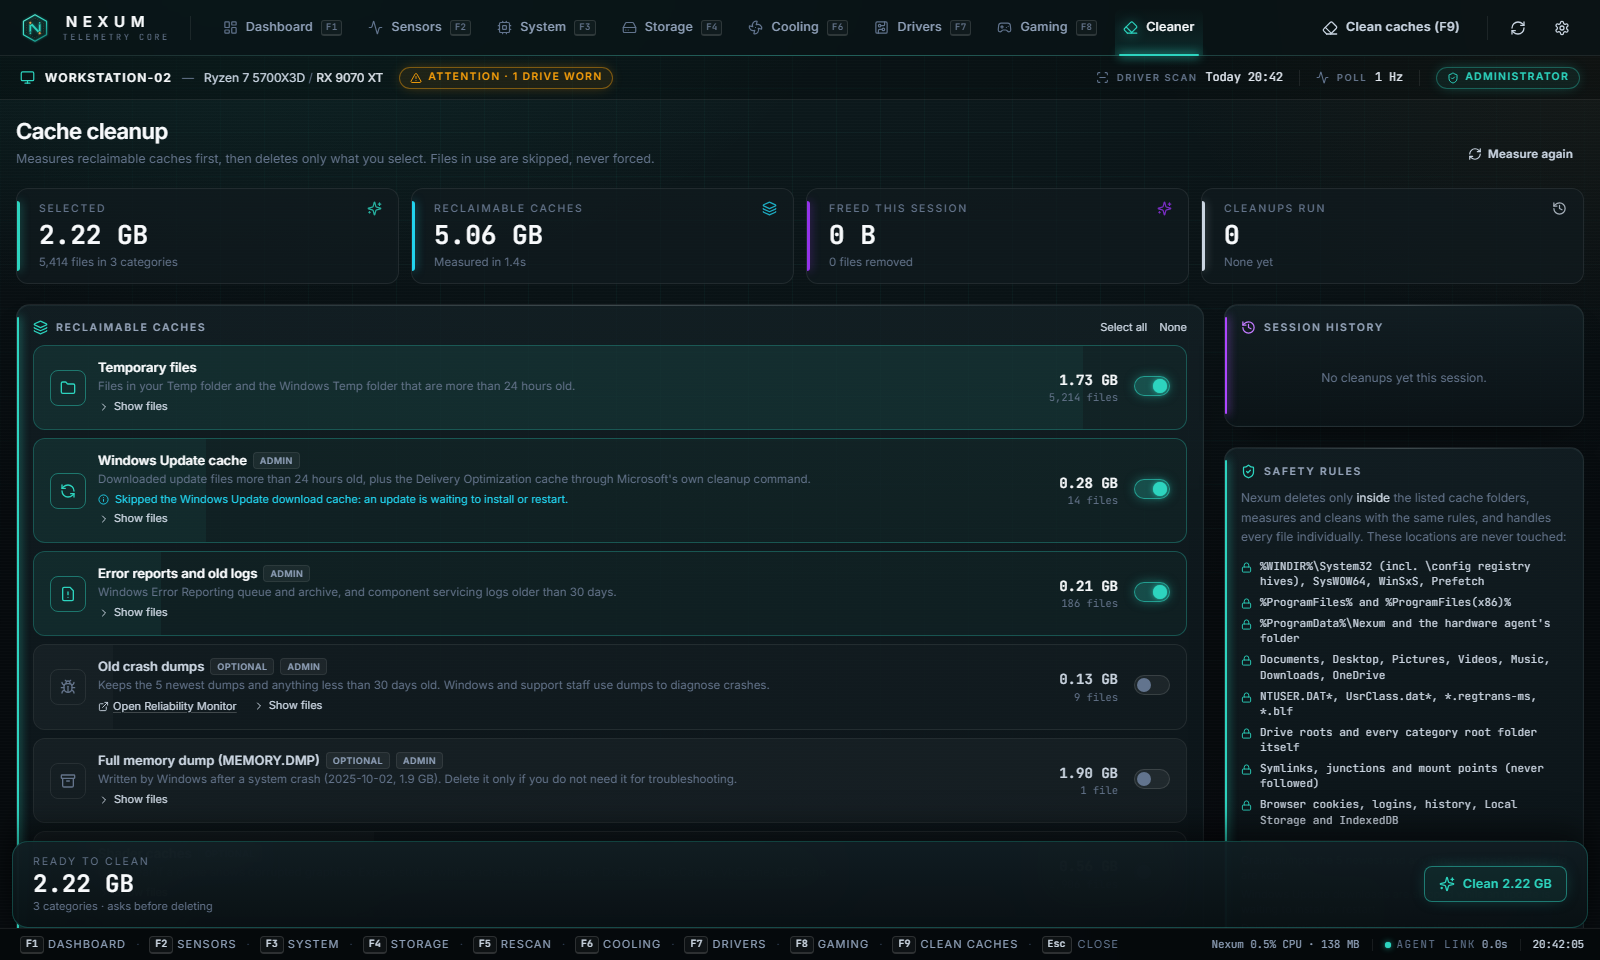 NEXUM
TELEMETRY CORE
Dashboard F1
Sensors F2
System F3
Storage F4
Cooling F6
Drivers F7
Gaming F8
Cleaner
Clean caches (F9)
WORKSTATION-02 — Ryzen 7 5700X3D / RX 9070 XT
ATTENTION · 1 DRIVE WORN
DRIVER SCAN Today 20:42
POLL 1 Hz
ADMINISTRATOR
Cache cleanup
Measures reclaimable caches first, then deletes only what you select. Files in use are skipped, never forced.
Measure again
SELECTED
2.22 GB
5,414 files in 3 categories
RECLAIMABLE CACHES
5.06 GB
Measured in 1.4s
FREED THIS SESSION
0 B
0 files removed
CLEANUPS RUN
0
None yet
RECLAIMABLE CACHES
Select all None
Temporary files
Files in your Temp folder and the Windows Temp folder that are more than 24 hours old.
Show files
1.73 GB
5,214 files
Windows Update cache ADMIN
Downloaded update files more than 24 hours old, plus the Delivery Optimization cache through Microsoft's own cleanup command.
Skipped the Windows Update download cache: an update is waiting to install or restart.
Show files
0.28 GB
14 files
Error reports and old logs ADMIN
Windows Error Reporting queue and archive, and component servicing logs older than 30 days.
Show files
0.21 GB
186 files
Old crash dumps OPTIONAL ADMIN
Keeps the 5 newest dumps and anything less than 30 days old. Windows and support staff use dumps to diagnose crashes.
Open Reliability Monitor Show files
0.13 GB
9 files
Full memory dump (MEMORY.DMP) OPTIONAL ADMIN
Written by Windows after a system crash (2025-10-02, 1.9 GB). Delete it only if you do not need it for troubleshooting.
Show files
1.90 GB
1 file
SESSION HISTORY
No cleanups yet this session.
SAFETY RULES
Nexum deletes only inside the listed cache folders,
measures and cleans with the same rules, and handles
every file individually. These locations are never touched:
%WINDIR%\System32 (incl. \config registry
hives), SysWOW64, WinSxS, Prefetch
%ProgramFiles% and %ProgramFiles(x86)%
%ProgramData%\Nexum and the hardware agent's
folder
Documents, Desktop, Pictures, Videos, Music,
Downloads, OneDrive
NTUSER.DAT*, UsrClass.dat*, *.regtrans-ms,
*.blf
Drive roots and every category root folder
itself
Symlinks, junctions and mount points (never
followed)
Browser cookies, logins, history, Local
Storage and IndexedDB
READY TO CLEAN
2.22 GB
3 categories · asks before deleting
Clean 2.22 GB
F1 DASHBOARD · F2 SENSORS · F3 SYSTEM · F4 STORAGE · F5 RESCAN · F6 COOLING · F7 DRIVERS · F8 GAMING · F9 CLEAN CACHES · Esc CLOSE
Nexum 0.5% CPU · 138 MB
AGENT LINK 0.0s
20:42:05